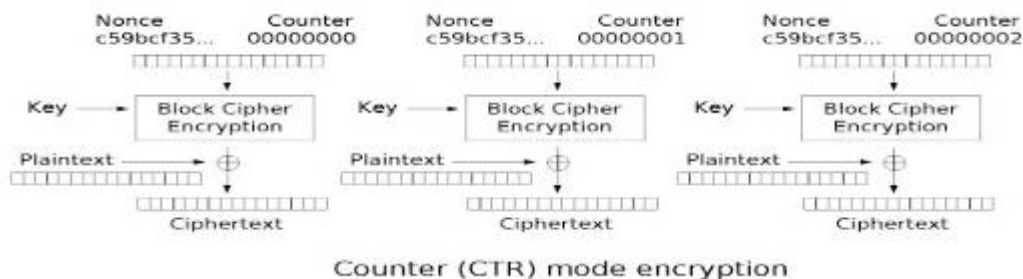 Nonce Counter Nonce Counter Nonce Counter
c59bcf35... 00000000 c59bcf35... 00000001 c59bcf35... 00000002
Key Block Cipher Key Block Cipher Key Block Cipher
Encryption Encryption Encryption
Plaintext Plaintext Plaintext
Ciphertext Ciphertext Ciphertext
Counter (CTR) mode encryption